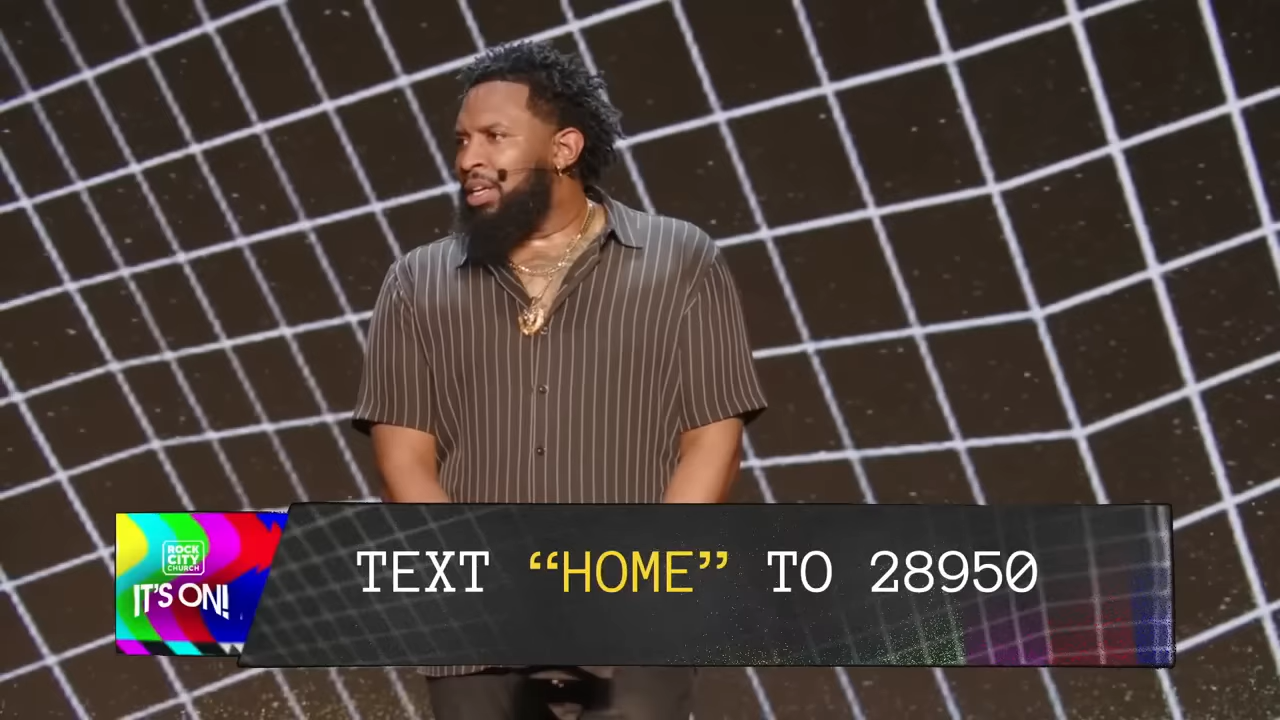 ROCK
CITY
CHURCH
IT'S ON!
TEXT “HOME” TO 28950